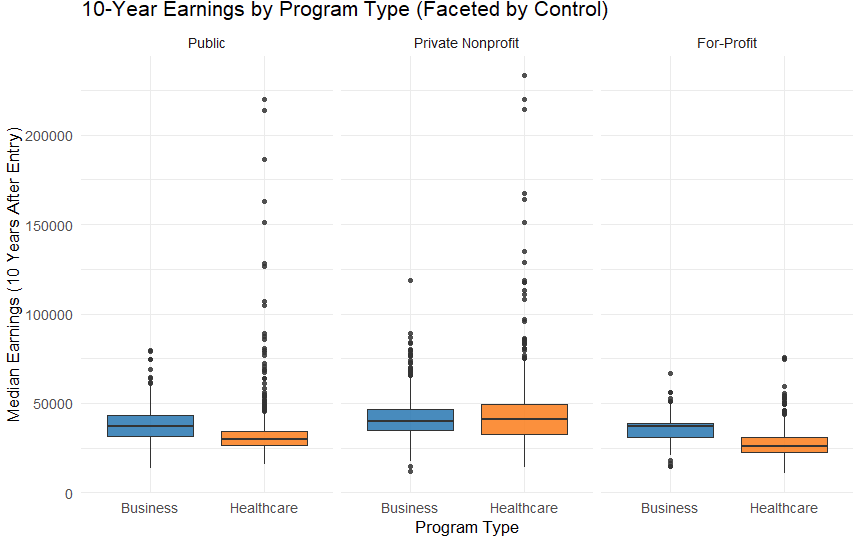 10-Year Earnings by Program Type (Faceted by Control)
Public Private Nonprofit For-Profit
Median Earnings (10 Years After Entry)
200000
150000
100000
50000
0
Business Healthcare Business Healthcare Business Healthcare
Program Type